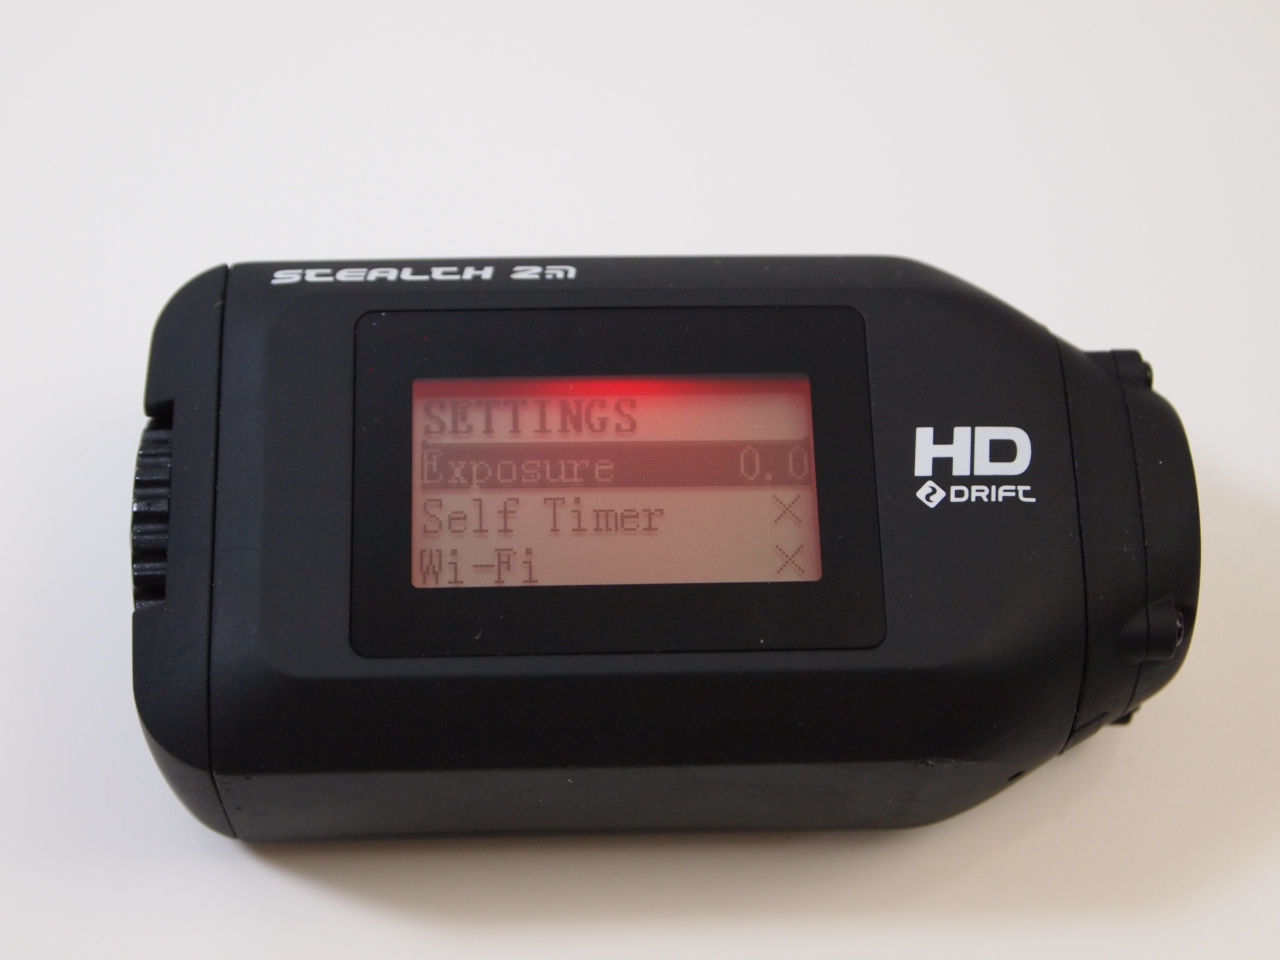 STEALTH 2
SETTINGS
Exposure 0.0
Self Timer ×
Wi-Fi ×
HD
DRIFT